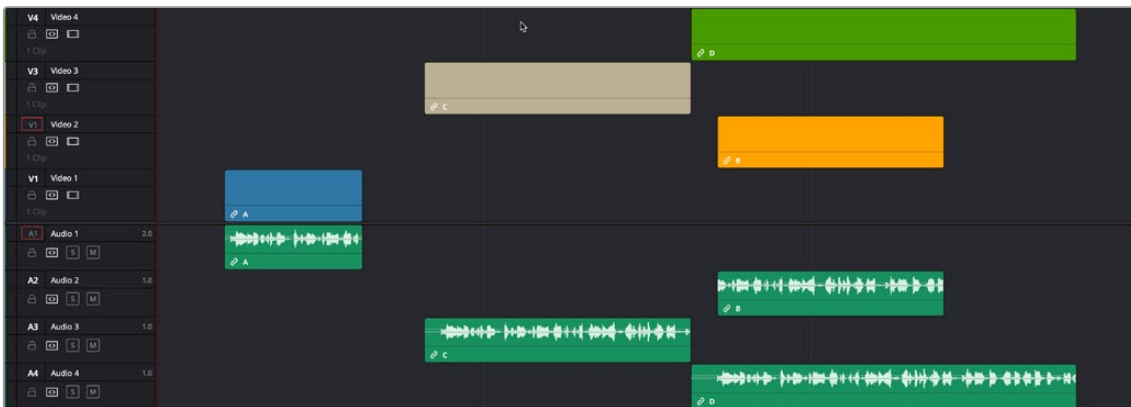 V4 Video 4
1 Clip
D
V3 Video 3
1 Clip
C
V1 Video 2
1 Clip
B
V1 Video 1
1 Clip
A
A1 Audio 1 2.0
S M
A
A2 Audio 2 1.0
S M
B
A3 Audio 3 1.0
S M
C
A4 Audio 4 1.0
S M
D